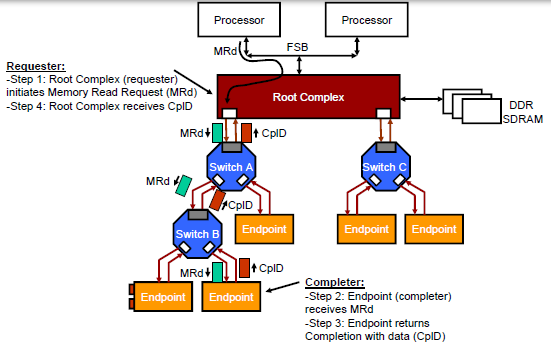 Processor
Processor
MRd
FSB
Requester:
-Step 1: Root Complex (requester)
initiates Memory Read Request (MRd)
-Step 4: Root Complex receives CplD
Root Complex
DDR
SDRAM
MRd
CplD
Switch A
Switch C
MRd
CplD
Switch B
Endpoint
Endpoint
Endpoint
MRd
CplD
Endpoint
Endpoint
Completer:
-Step 2: Endpoint (completer)
receives MRd
-Step 3: Endpoint returns
Completion with data (CplD)